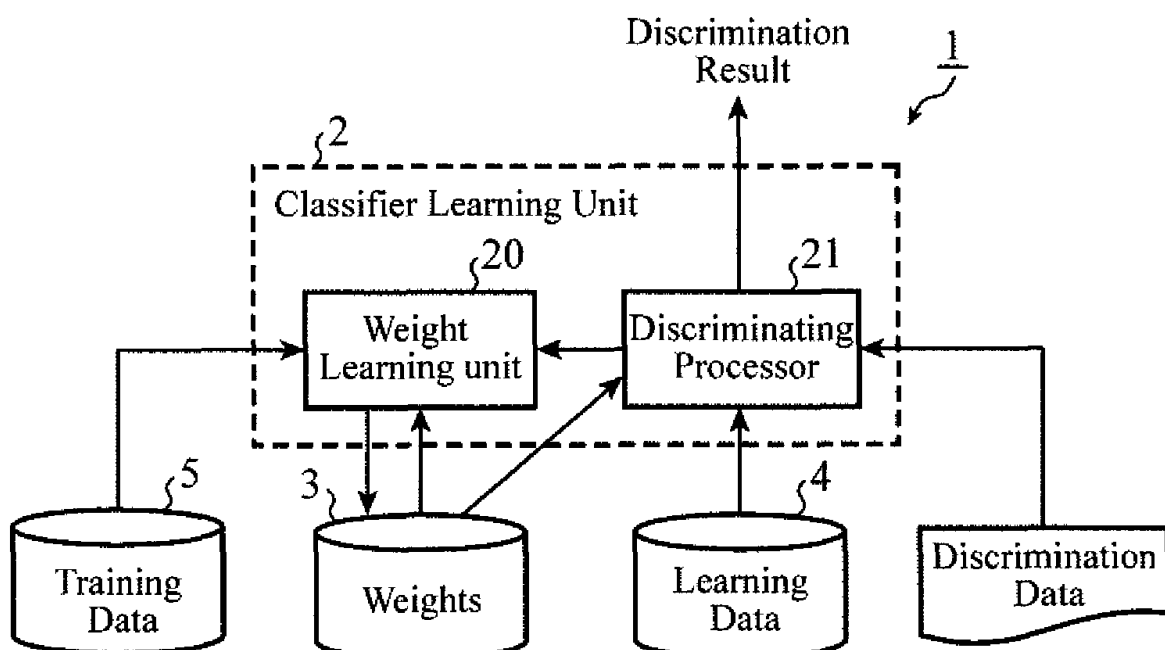 Discrimination
Result
1
2
Classifier Learning Unit
20
21
Weight
Learning unit
Discriminating
Processor
5
3
4
Training
Data
Weights
Learning
Data
Discrimination
Data